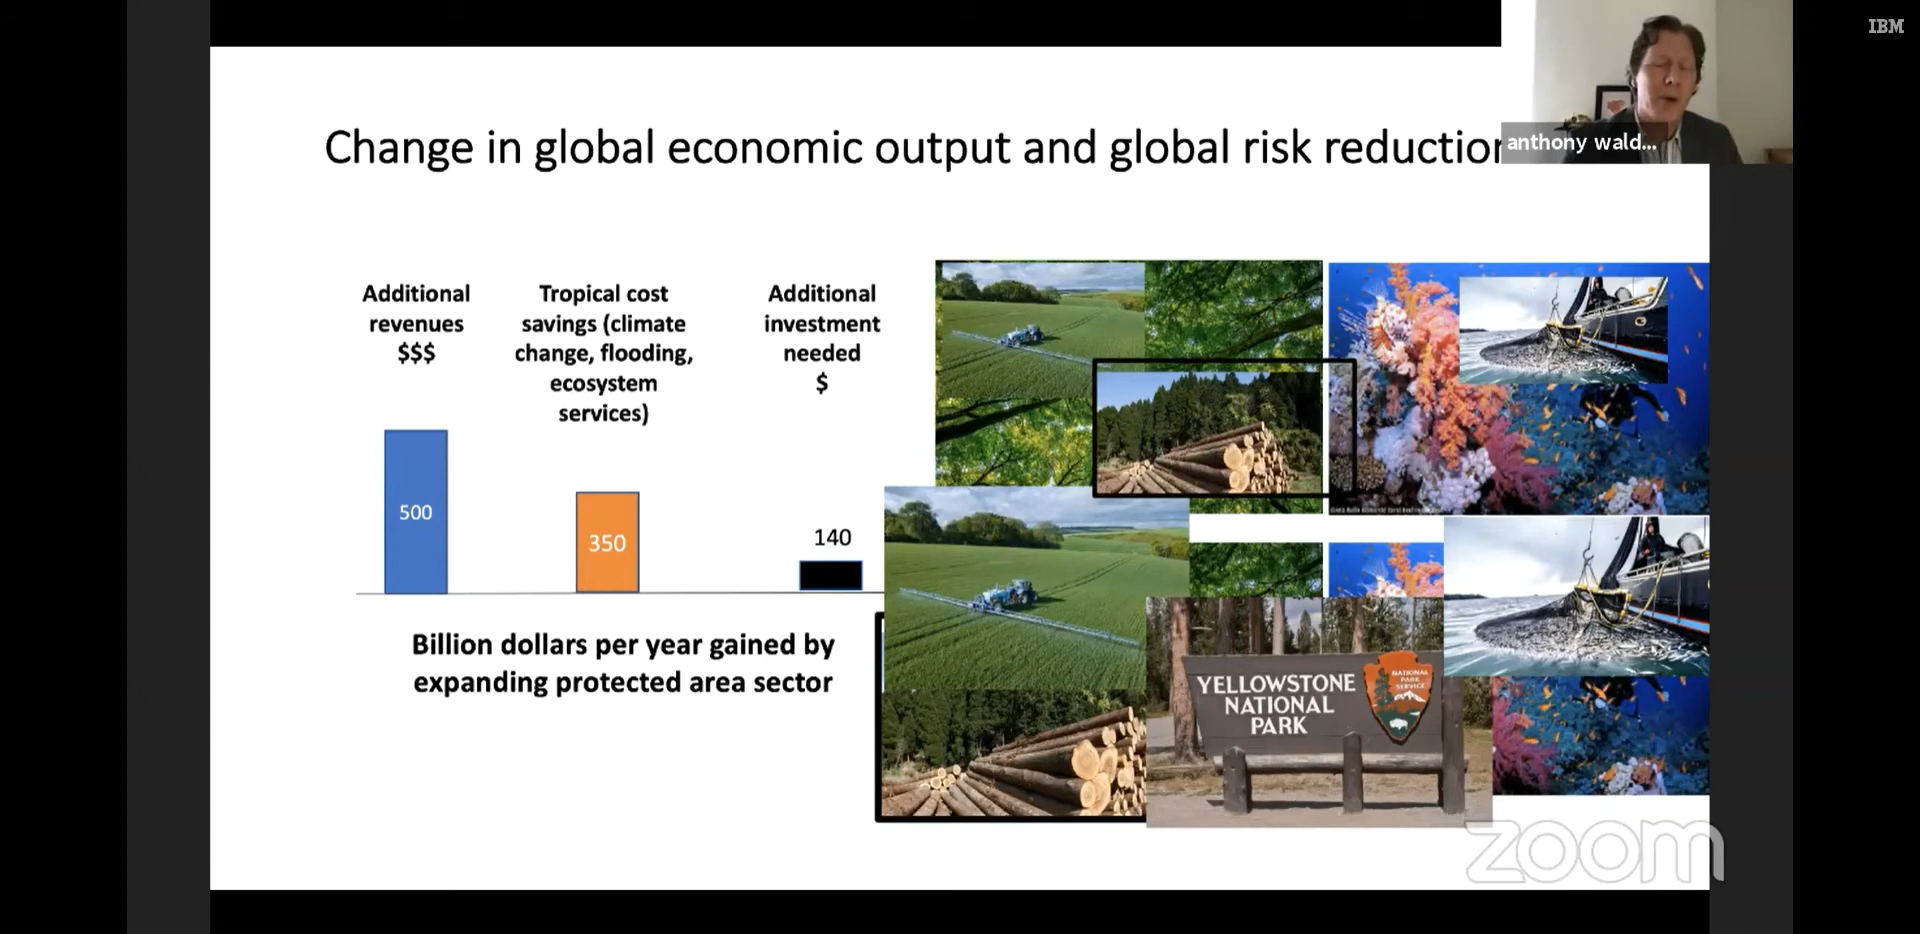 IBM
anthony wald...
Change in global economic output and global risk reduction
Additional
revenues
$$$
Tropical cost
savings (climate
change, flooding,
ecosystem
services)
Additional
investment
needed
$
500
350
140
Billion dollars per year gained by
expanding protected area sector
YELLOWSTONE
NATIONAL
PARK
NATIONAL
PARK
SERVICE
zoom